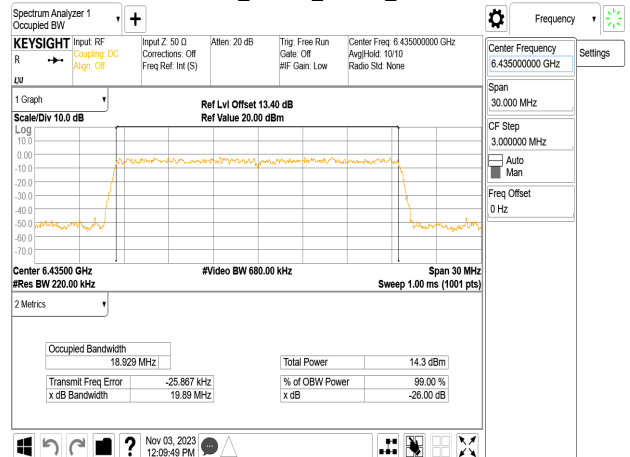 Spectrum Analyzer 1
Occupied BW
Frequency
KEYSIGHT
R
Input: RF
Coupling: DC
Align: Off
Input Z: 50 Ω
Corrections: Off
Freq Ref: Int (S)
Atten: 20 dB
Trig: Free Run
Gate: Off
#IF Gain: Low
Center Freq: 6.435000000 GHz
Avg|Hold: 10/10
Radio Std: None
Center Frequency
6.435000000 GHz
Settings
Span
30.000 MHz
CF Step
3.000000 MHz
Auto
Man
Freq Offset
0 Hz
1 Graph
Scale/Div 10.0 dB
Ref Lvl Offset 13.40 dB
Ref Value 20.00 dBm
Log
10.0
0.00
-10.0
-20.0
-30.0
-40.0
-50.0
-60.0
-70.0
Center 6.43500 GHz
#Video BW 680.00 kHz
Span 30 MHz
#Res BW 220.00 kHz
Sweep 1.00 ms (1001 pts)
2 Metrics
Occupied Bandwidth
18.929 MHz
Total Power 14.3 dBm
Transmit Freq Error -25.867 kHz
% of OBW Power 99.00 %
x dB Bandwidth 19.89 MHz
x dB -26.00 dB
?
Nov 03, 2023
12:09:49 PM